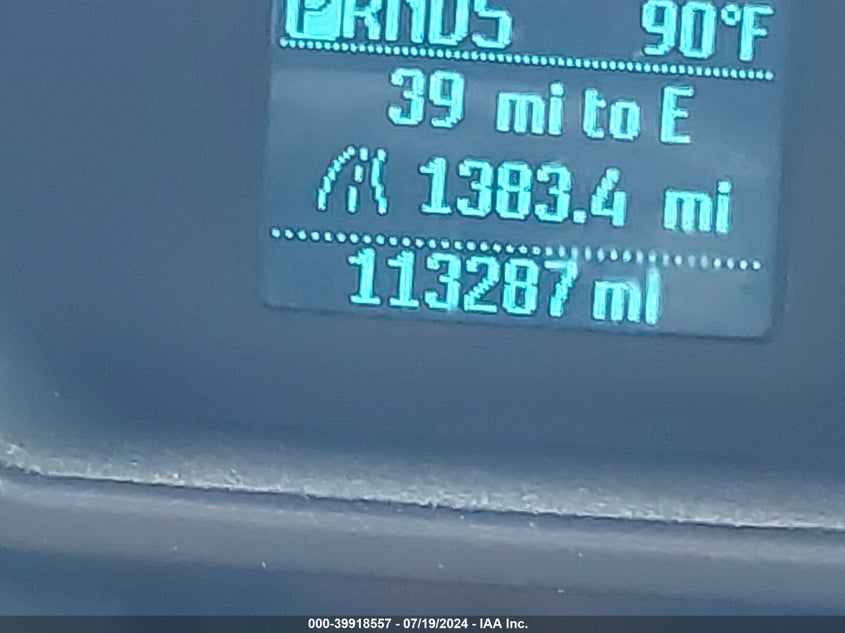 PRNDS 90°F
39 mi to E
1383.4 mi
113287 mi
000-39918557 - 07/19/2024 - IAA Inc.